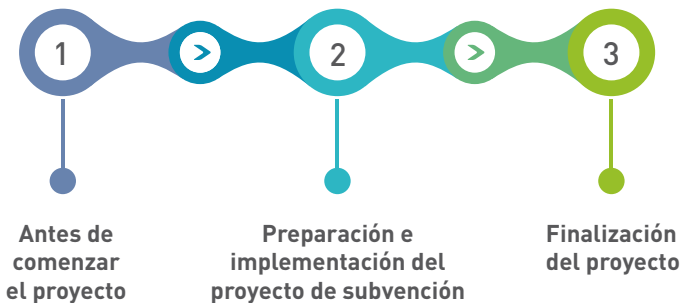 1
2
3
Antes de
comenzar
el proyecto
Preparación e
implementación del
proyecto de subvención
Finalización
del proyecto